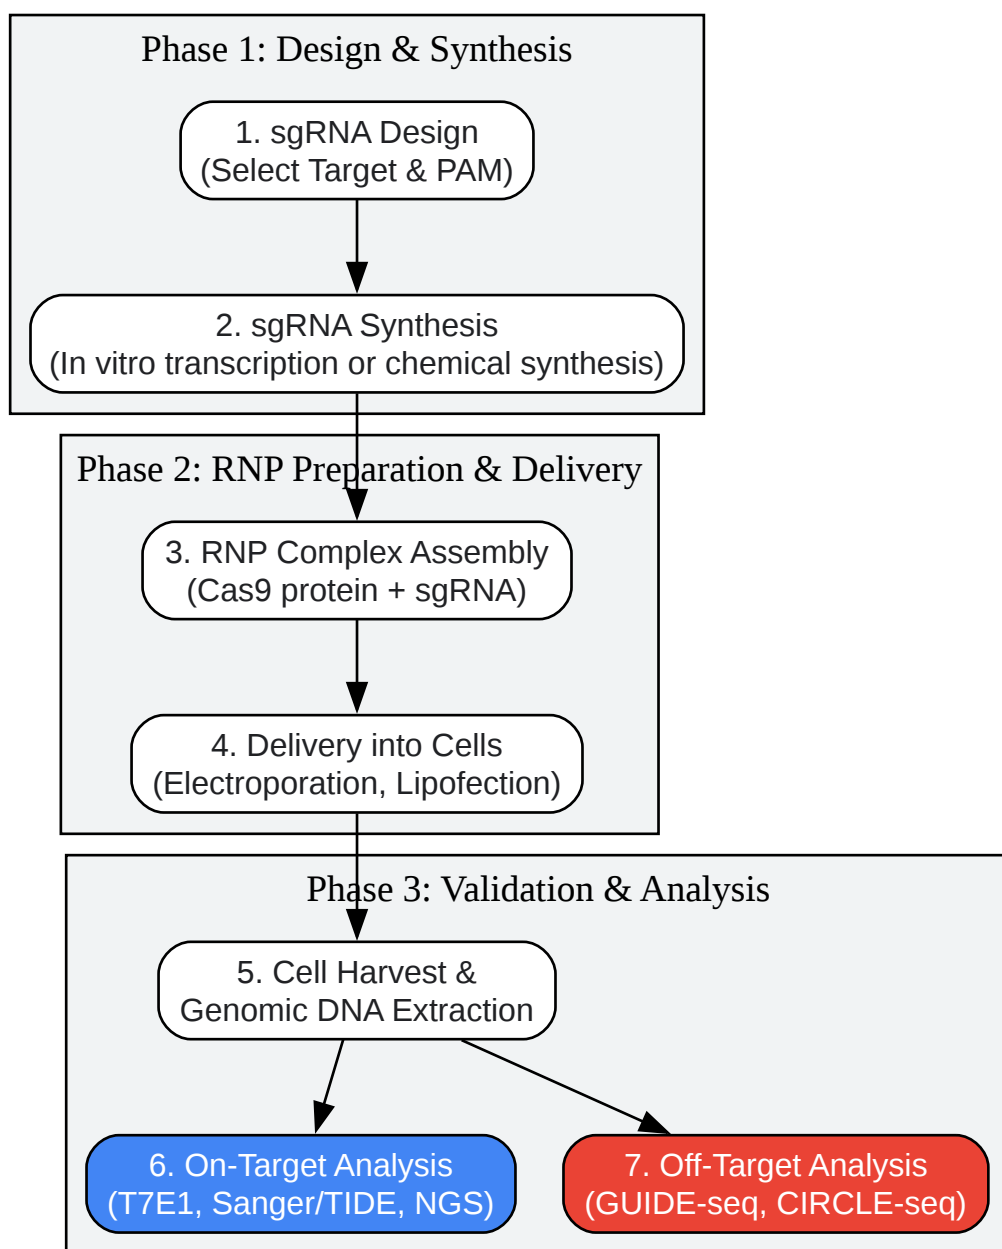 Phase 1: Design & Synthesis
1. sgRNA Design
(Select Target & PAM)
2. sgRNA Synthesis
(In vitro transcription or chemical synthesis)
Phase 2: RNP Preparation & Delivery
3. RNP Complex Assembly
(Cas9 protein + sgRNA)
4. Delivery into Cells
(Electroporation, Lipofection)
Phase 3: Validation & Analysis
5. Cell Harvest &
Genomic DNA Extraction
6. On-Target Analysis
(T7E1, Sanger/TIDE, NGS)
7. Off-Target Analysis
(GUIDE-seq, CIRCLE-seq)